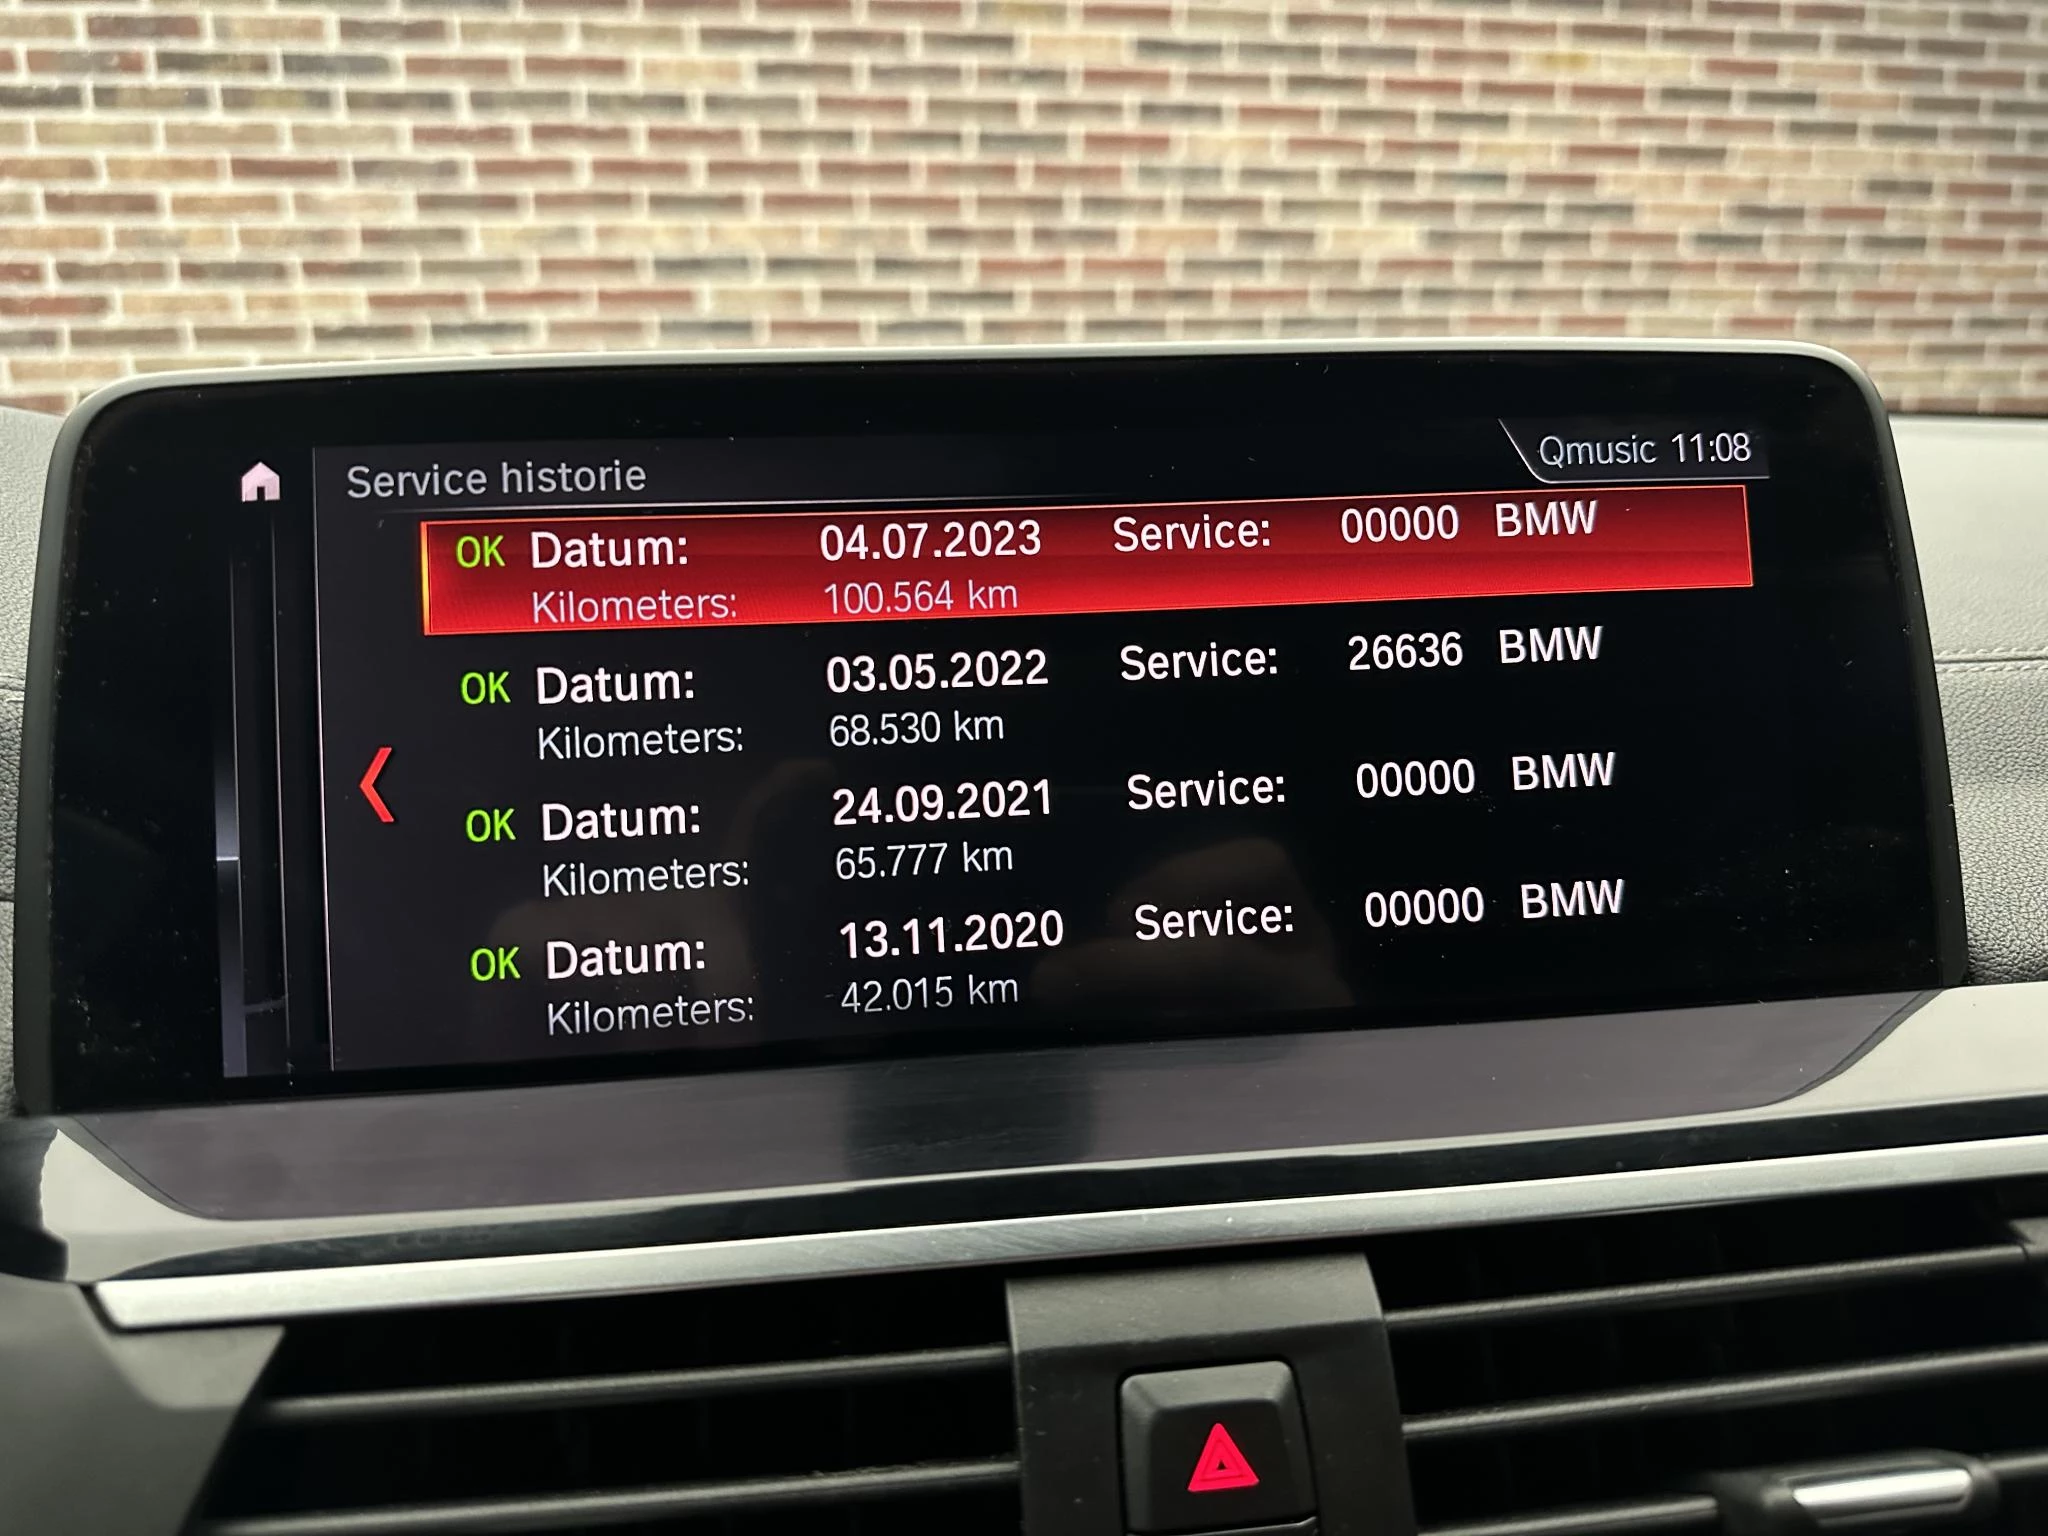 Qmusic 11:08
Service historie
OK Datum: 04.07.2023 Service: 00000 BMW
Kilometers: 100.564 km
OK Datum: 03.05.2022 Service: 26636 BMW
Kilometers: 68.530 km
OK Datum: 24.09.2021 Service: 00000 BMW
Kilometers: 65.777 km
OK Datum: 13.11.2020 Service: 00000 BMW
Kilometers: 42.015 km